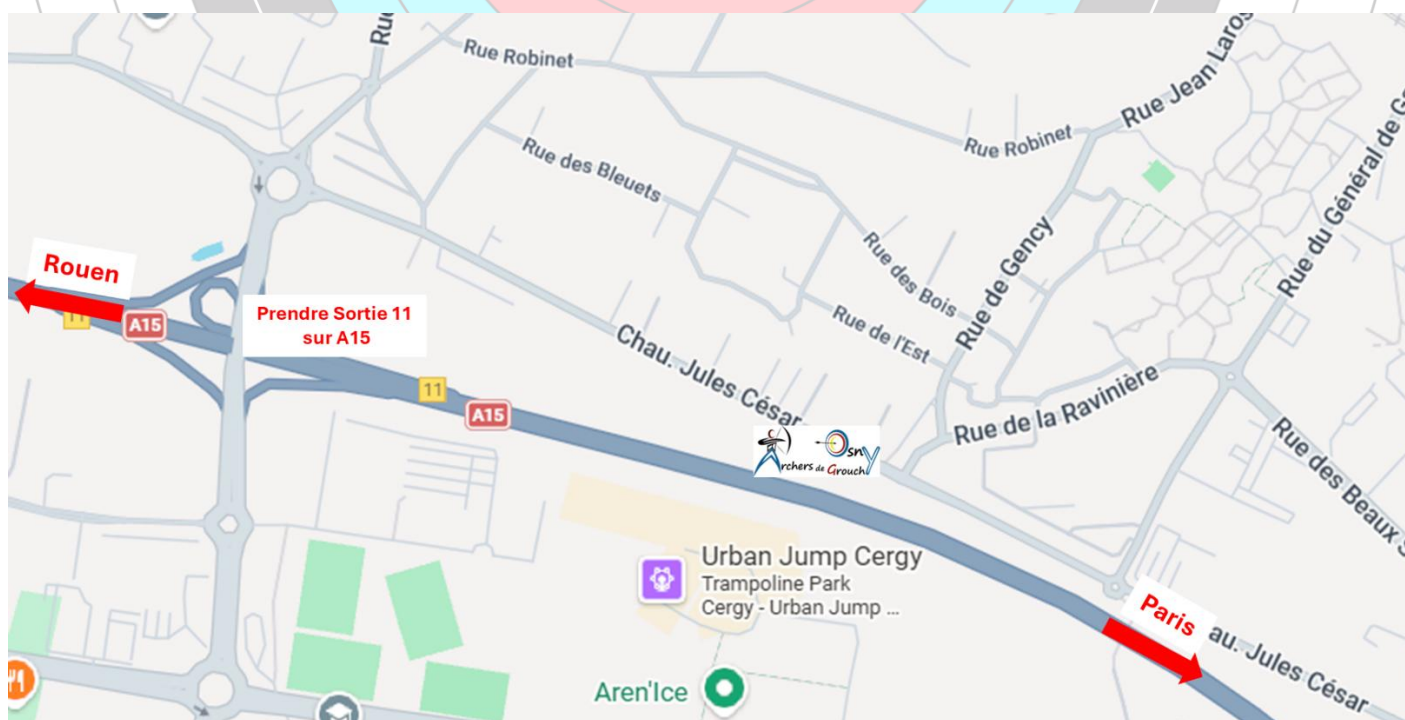 Rue
Rue Robinet
Rue Jean Laros
Rue Robinet
Rue des Bleuets
Rue du Général de Ga
Rouen
11
A15
Prendre Sortie 11
sur A15
Rue des Bois
Rue de Gency
Rue de l'Est
Chau. Jules César
11
A15
Rue de la Ravinière
Rue des Beaux S
Osny
Archers de Grouchy
Urban Jump Cergy
Trampoline Park
Cergy - Urban Jump ...
Paris
au. Jules César
Aren'Ice